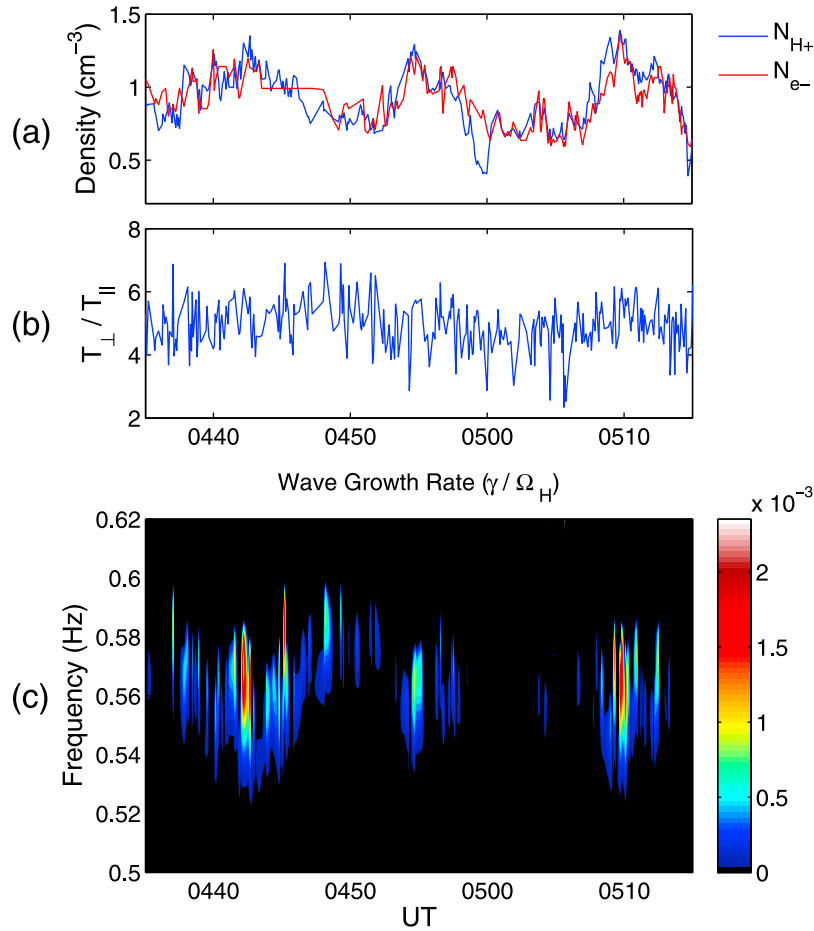 (a)
Density (cm⁻³)
1.5
1
0.5
N_H+
N_e−
(b)
T_⊥ / T_||
8
6
4
2
0440 0450 0500 0510
Wave Growth Rate (γ / Ω_H)
x 10⁻³
(c)
Frequency (Hz)
0.62
0.6
0.58
0.56
0.54
0.52
0.5
2
1.5
1
0.5
0
0440 0450 0500 0510
UT